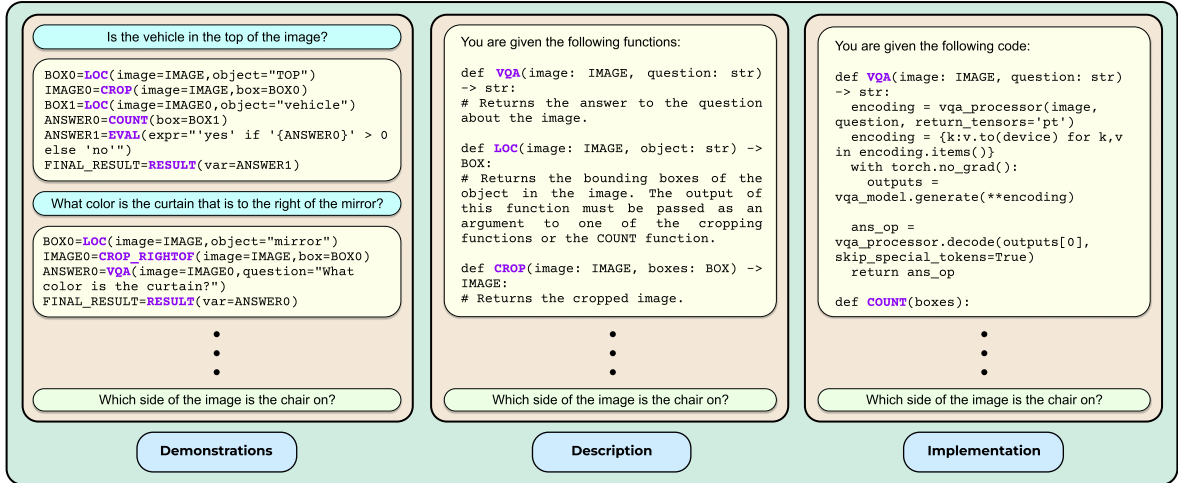 Is the vehicle in the top of the image?
BOX0=LOC(image=IMAGE,object="TOP")
IMAGE0=CROP(image=IMAGE,box=BOX0)
BOX1=LOC(image=IMAGE0,object="vehicle")
ANSWER0=COUNT(box=BOX1)
ANSWER1=EVAL(expr="'yes' if '{ANSWER0}' > 0
else 'no'")
FINAL_RESULT=RESULT(var=ANSWER1)
What color is the curtain that is to the right of the mirror?
BOX0=LOC(image=IMAGE,object="mirror")
IMAGE0=CROP_RIGHTOF(image=IMAGE,box=BOX0)
ANSWER0=VQA(image=IMAGE0,question="What
color is the curtain?")
FINAL_RESULT=RESULT(var=ANSWER0)
Which side of the image is the chair on?
Demonstrations
You are given the following functions:
def VQA(image: IMAGE, question: str)
-> str:
# Returns the answer to the question
about the image.
def LOC(image: IMAGE, object: str) ->
BOX:
# Returns the bounding boxes of the
object in the image. The output of
this function must be passed as an
argument to one of the cropping
functions or the COUNT function.
def CROP(image: IMAGE, boxes: BOX) ->
IMAGE:
# Returns the cropped image.
Which side of the image is the chair on?
Description
You are given the following code:
def VQA(image: IMAGE, question: str)
-> str:
encoding = vqa_processor(image,
question, return_tensors='pt')
encoding = {k:v.to(device) for k,v
in encoding.items()}
with torch.no_grad():
outputs =
vqa_model.generate(**encoding)
ans_op =
vqa_processor.decode(outputs[0],
skip_special_tokens=True)
return ans_op
def COUNT(boxes):
Which side of the image is the chair on?
Implementation